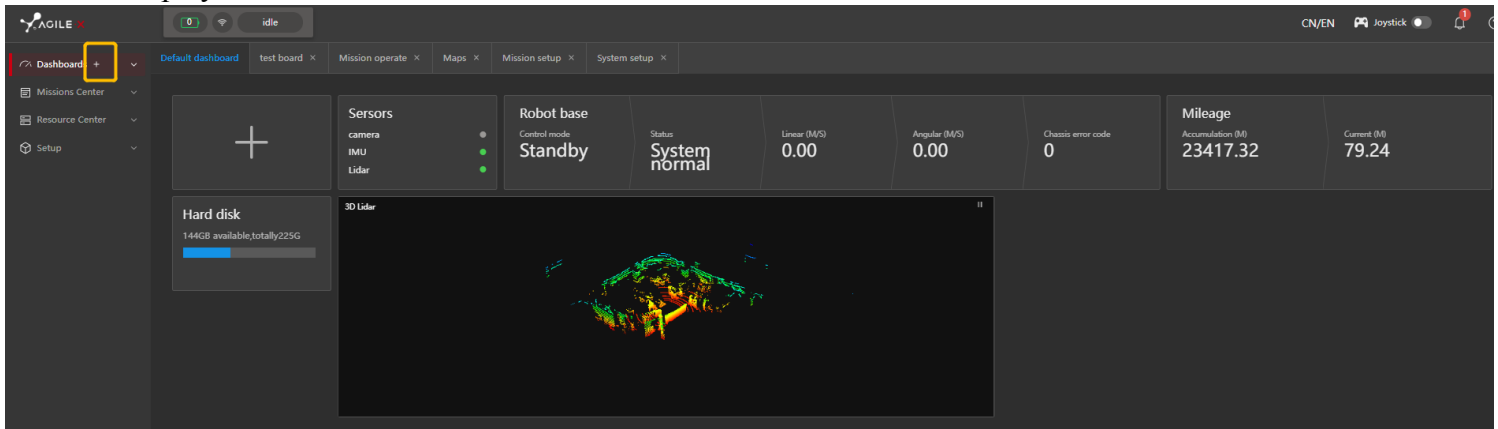 AGILE
0
idle
CN/EN
Joystick
1
Dashboard +
Default dashboard
test board ×
Mission operate ×
Maps ×
Mission setup ×
System setup ×
Missions Center
Resource Center
Setup
Sersors
camera
IMU
Lidar
Robot base
Control mode
Standby
Status
System
normal
Linear (M/S)
0.00
Angular (M/S)
0.00
Chassis error code
0
Mileage
Accumulation (M)
23417.32
Current (M)
79.24
Hard disk
144GB available,totally225G
3D Lidar